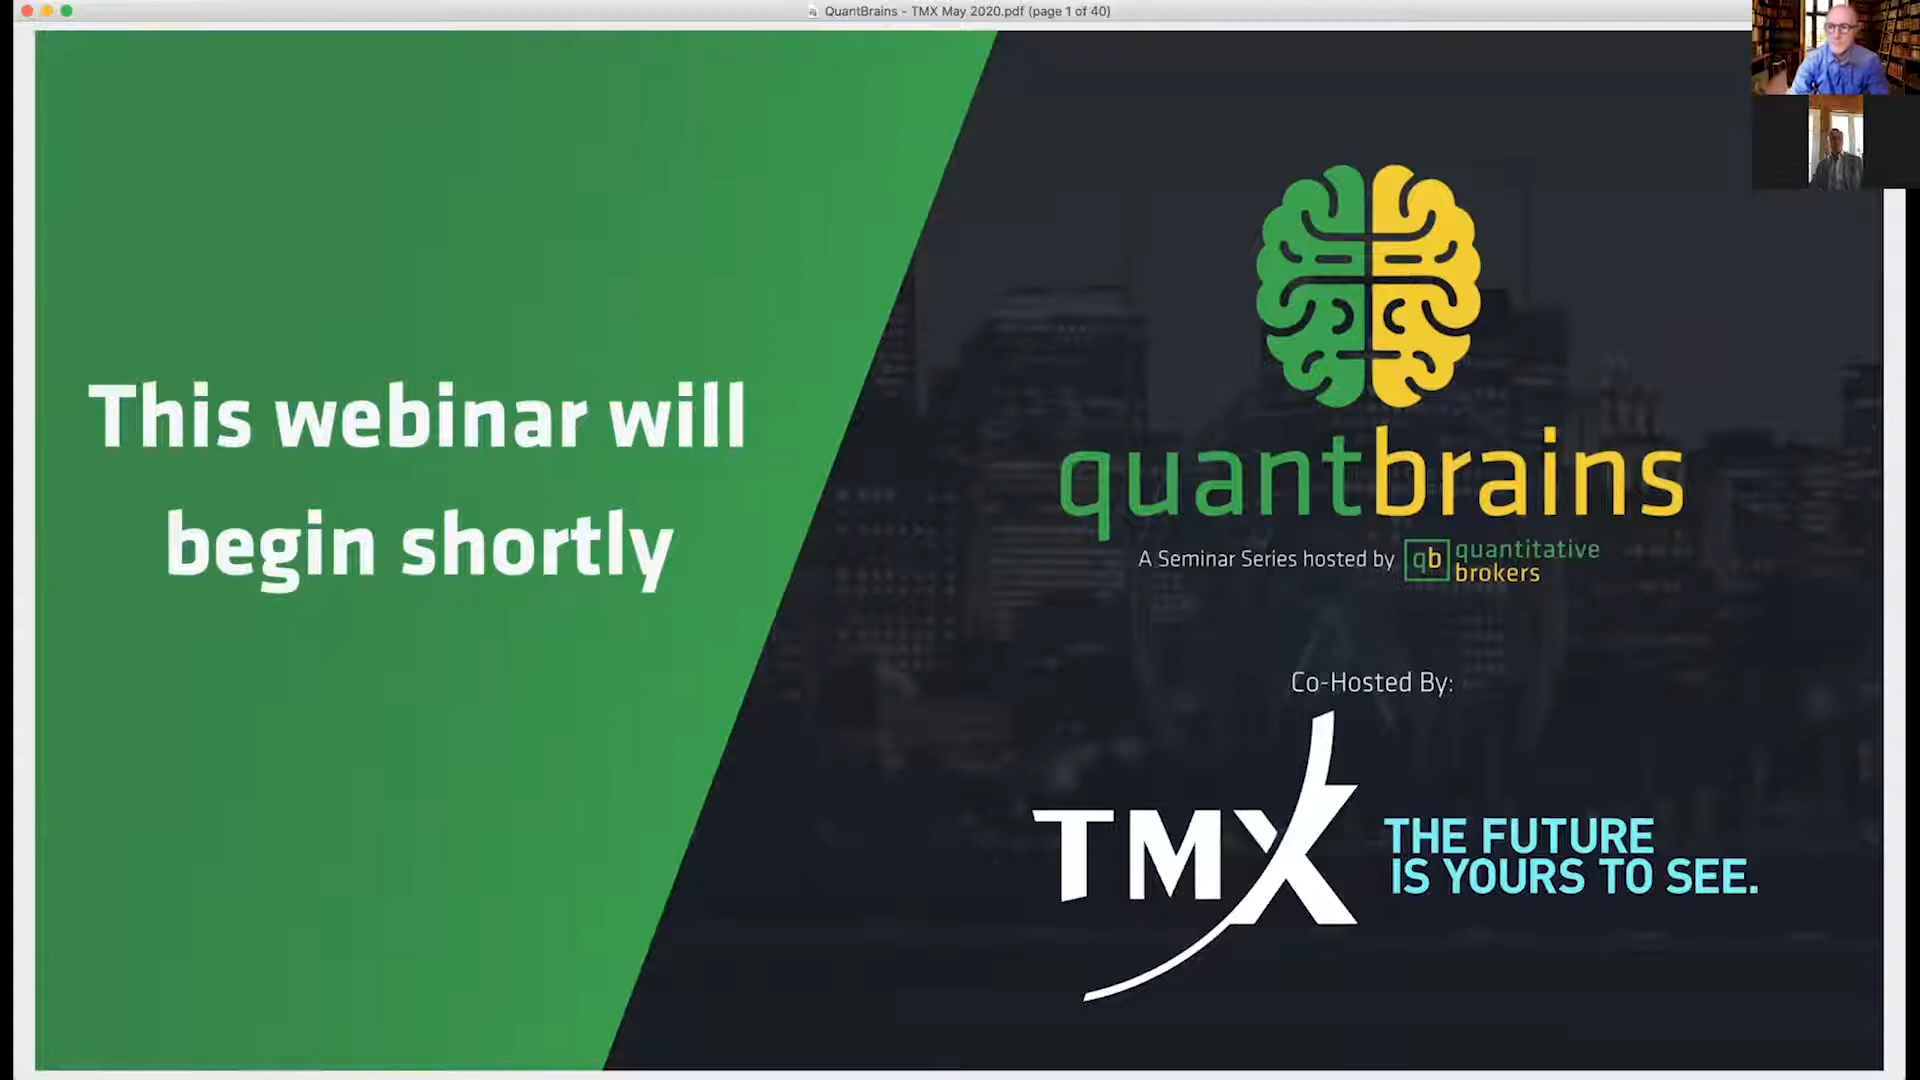 QuantBrains - TMX May 2020.pdf (page 1 of 40)
This webinar will
begin shortly
quantbrains
A Seminar Series hosted by qb quantitative
brokers
Co-Hosted By:
TMX
THE FUTURE
IS YOURS TO SEE.